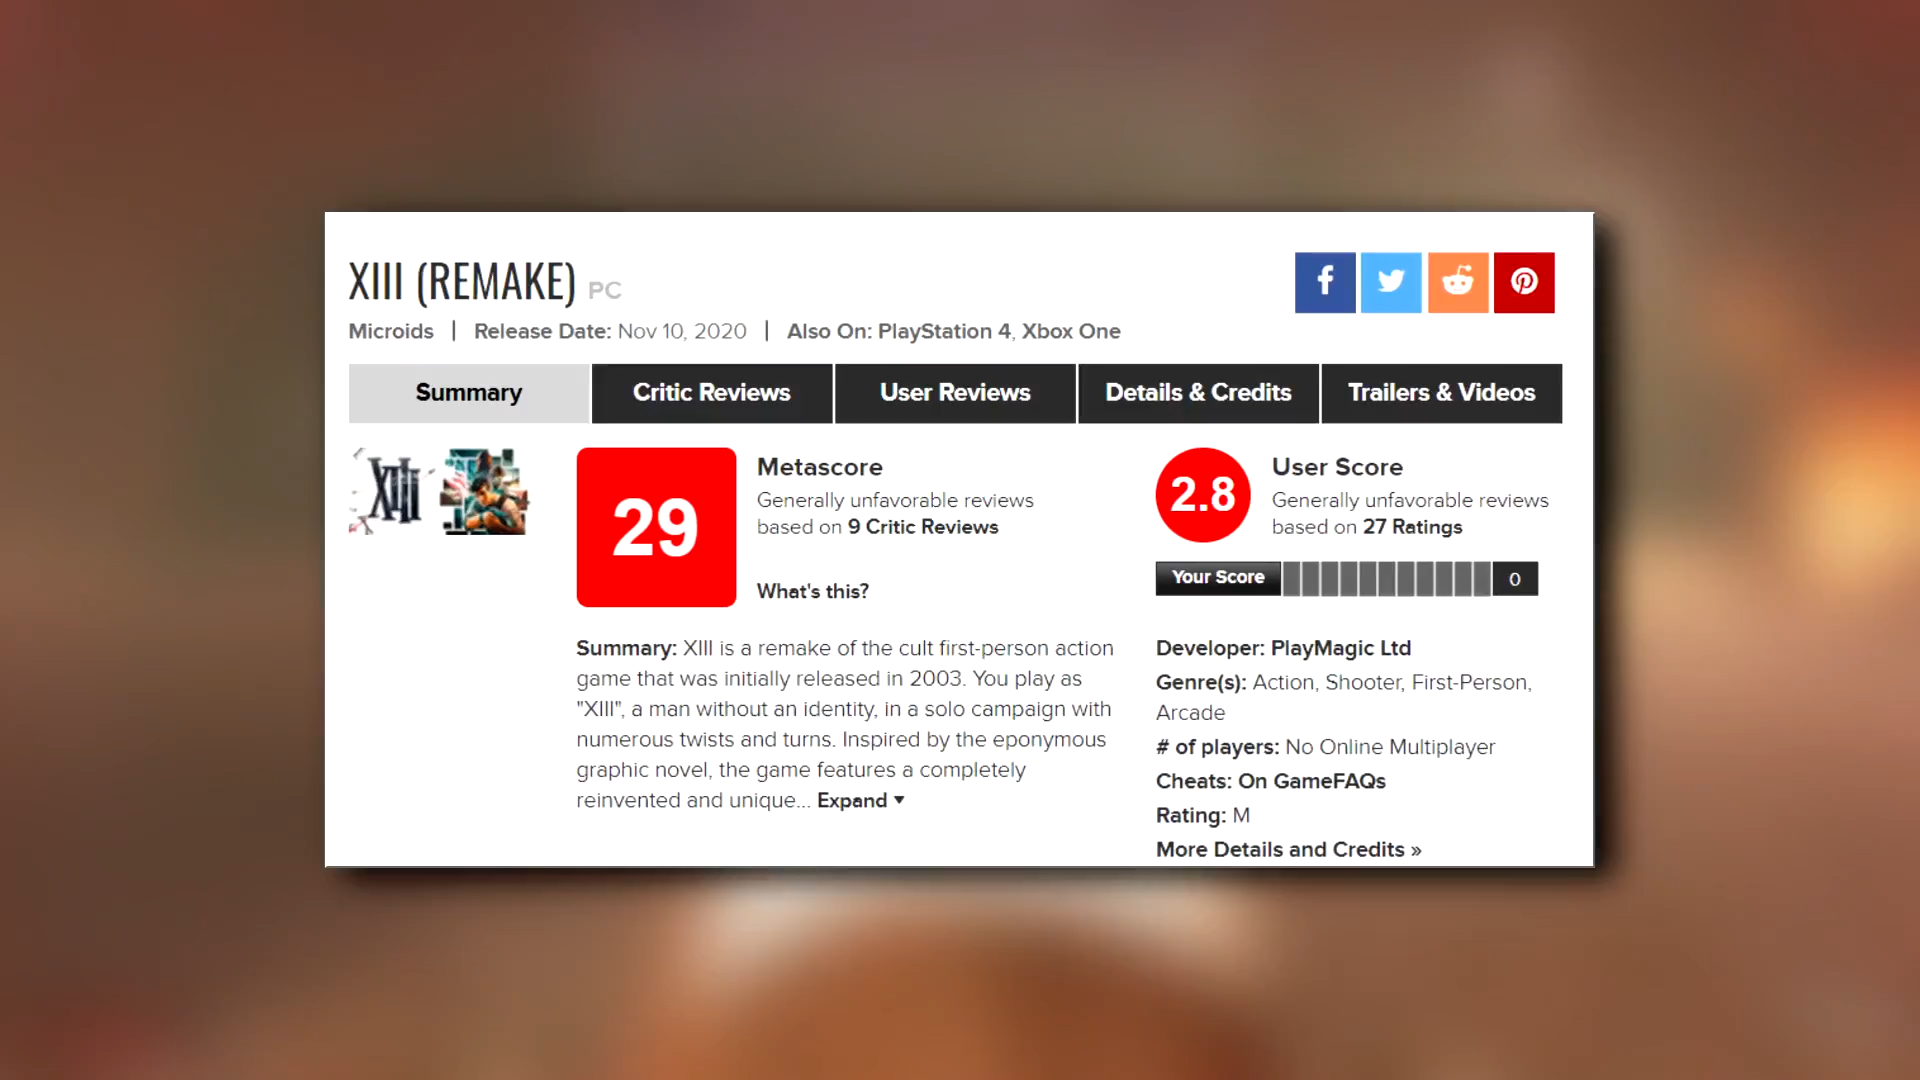 XIII (REMAKE) PC
Microids | Release Date: Nov 10, 2020 | Also On: PlayStation 4, Xbox One
Summary Critic Reviews User Reviews Details & Credits Trailers & Videos
XIII
29
Metascore
Generally unfavorable reviews
based on 9 Critic Reviews
What's this?
2.8
User Score
Generally unfavorable reviews
based on 27 Ratings
Your Score 0
Summary: XIII is a remake of the cult first-person action
game that was initially released in 2003. You play as
"XIII", a man without an identity, in a solo campaign with
numerous twists and turns. Inspired by the eponymous
graphic novel, the game features a completely
reinvented and unique... Expand ▼
Developer: PlayMagic Ltd
Genre(s): Action, Shooter, First-Person,
Arcade
# of players: No Online Multiplayer
Cheats: On GameFAQs
Rating: M
More Details and Credits »